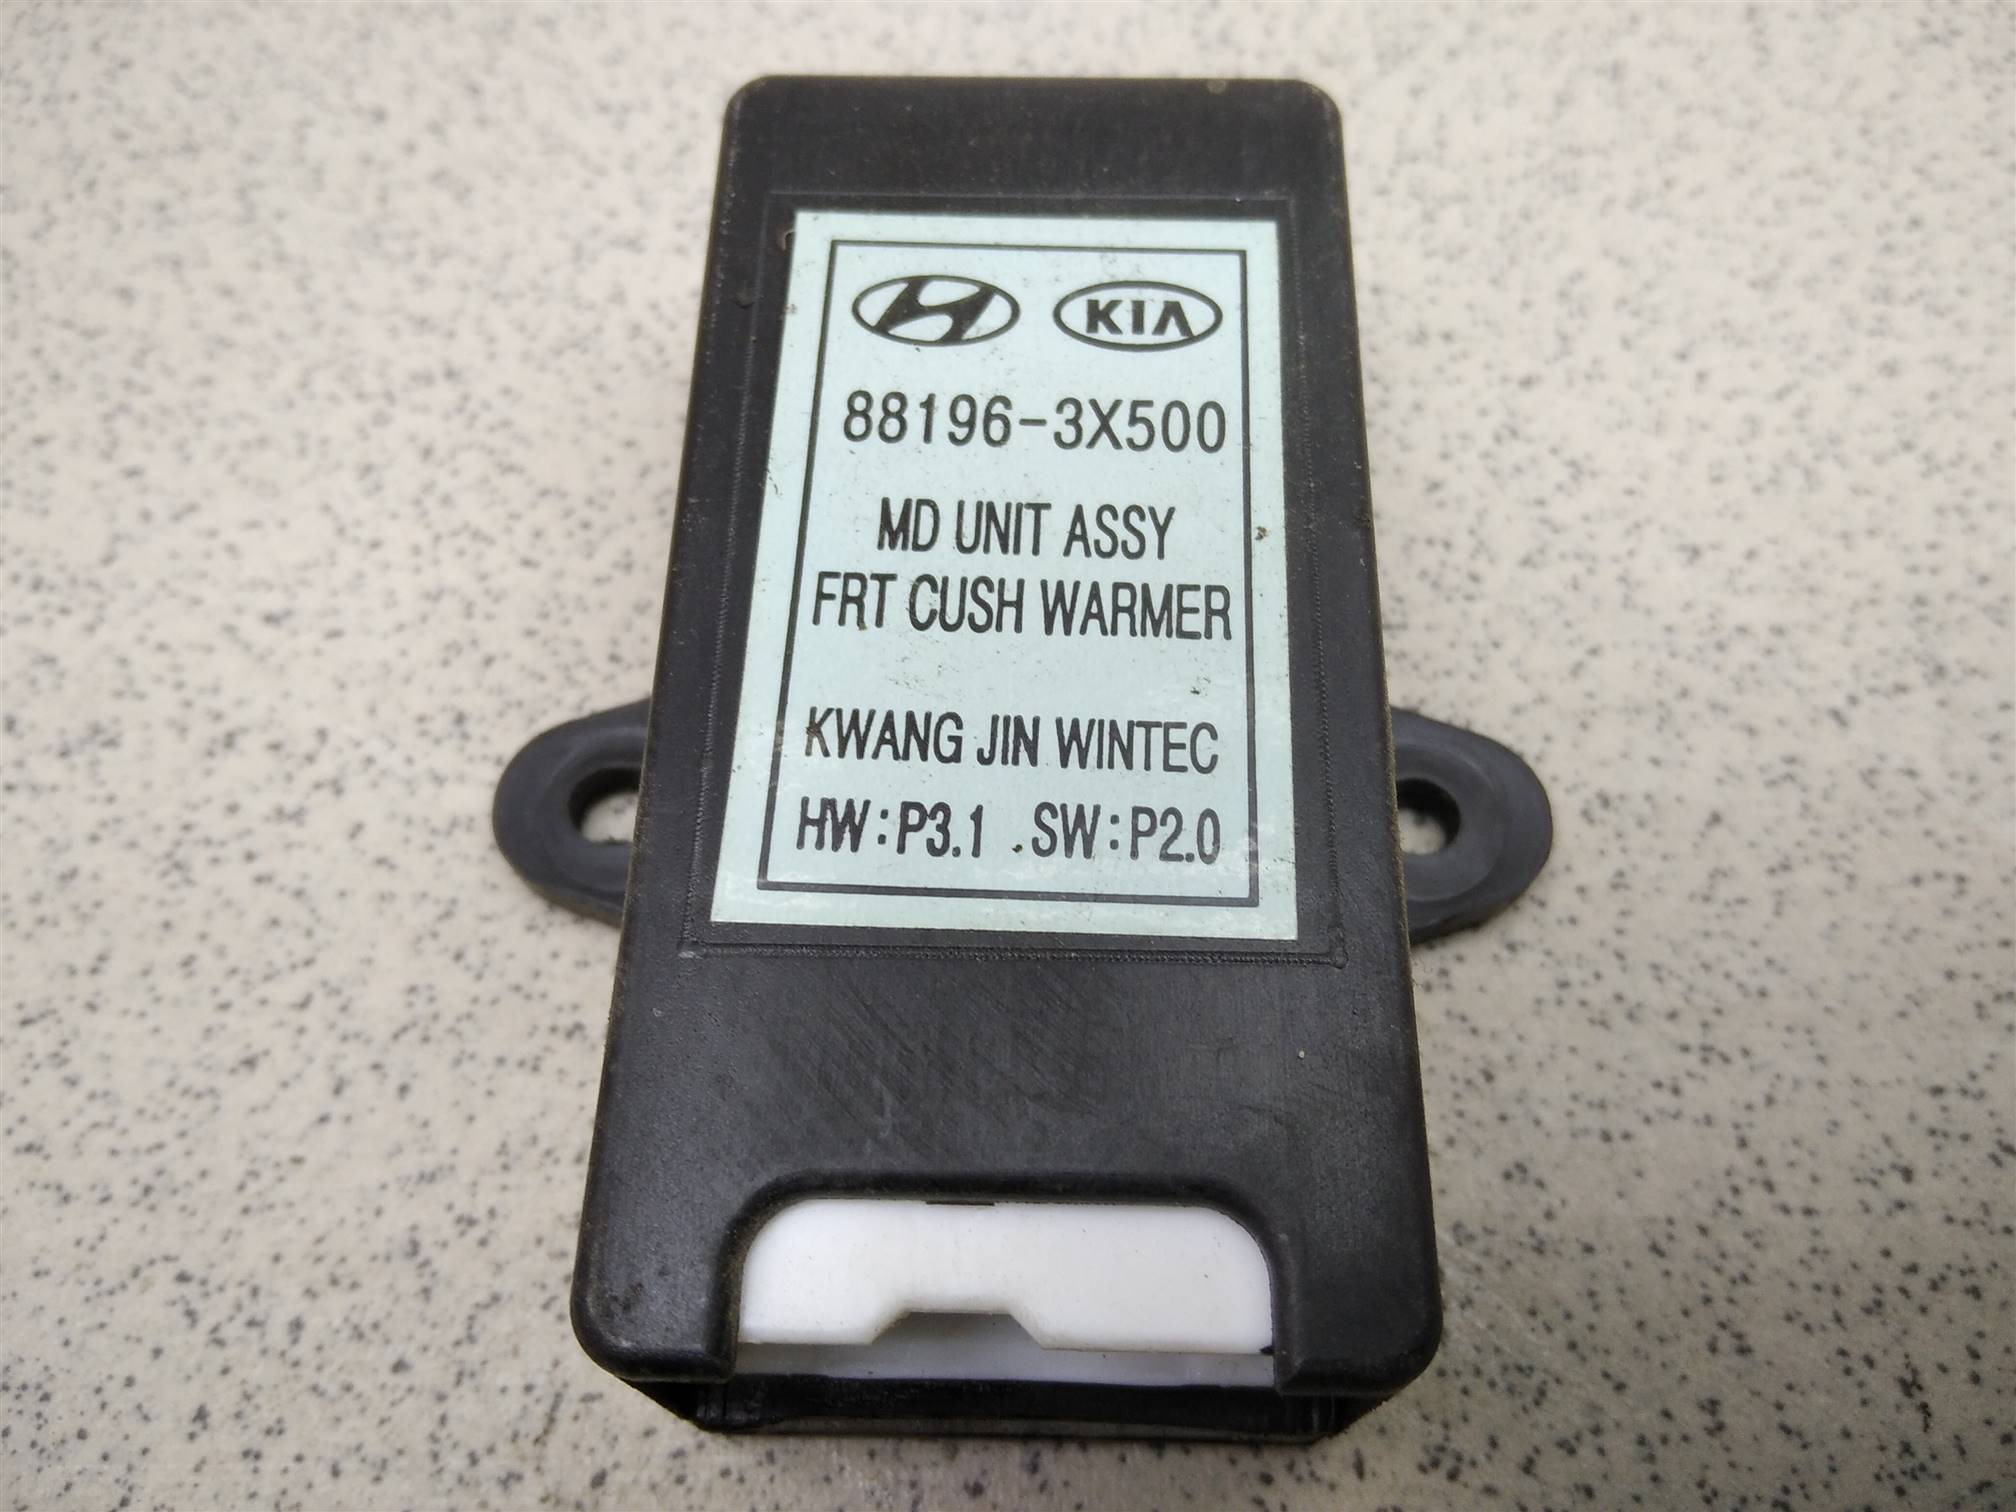 KIA
88196-3X500
MD UNIT ASSY
FRT CUSH WARMER
KWANG JIN WINTEC
HW:P3.1 SW:P2.0